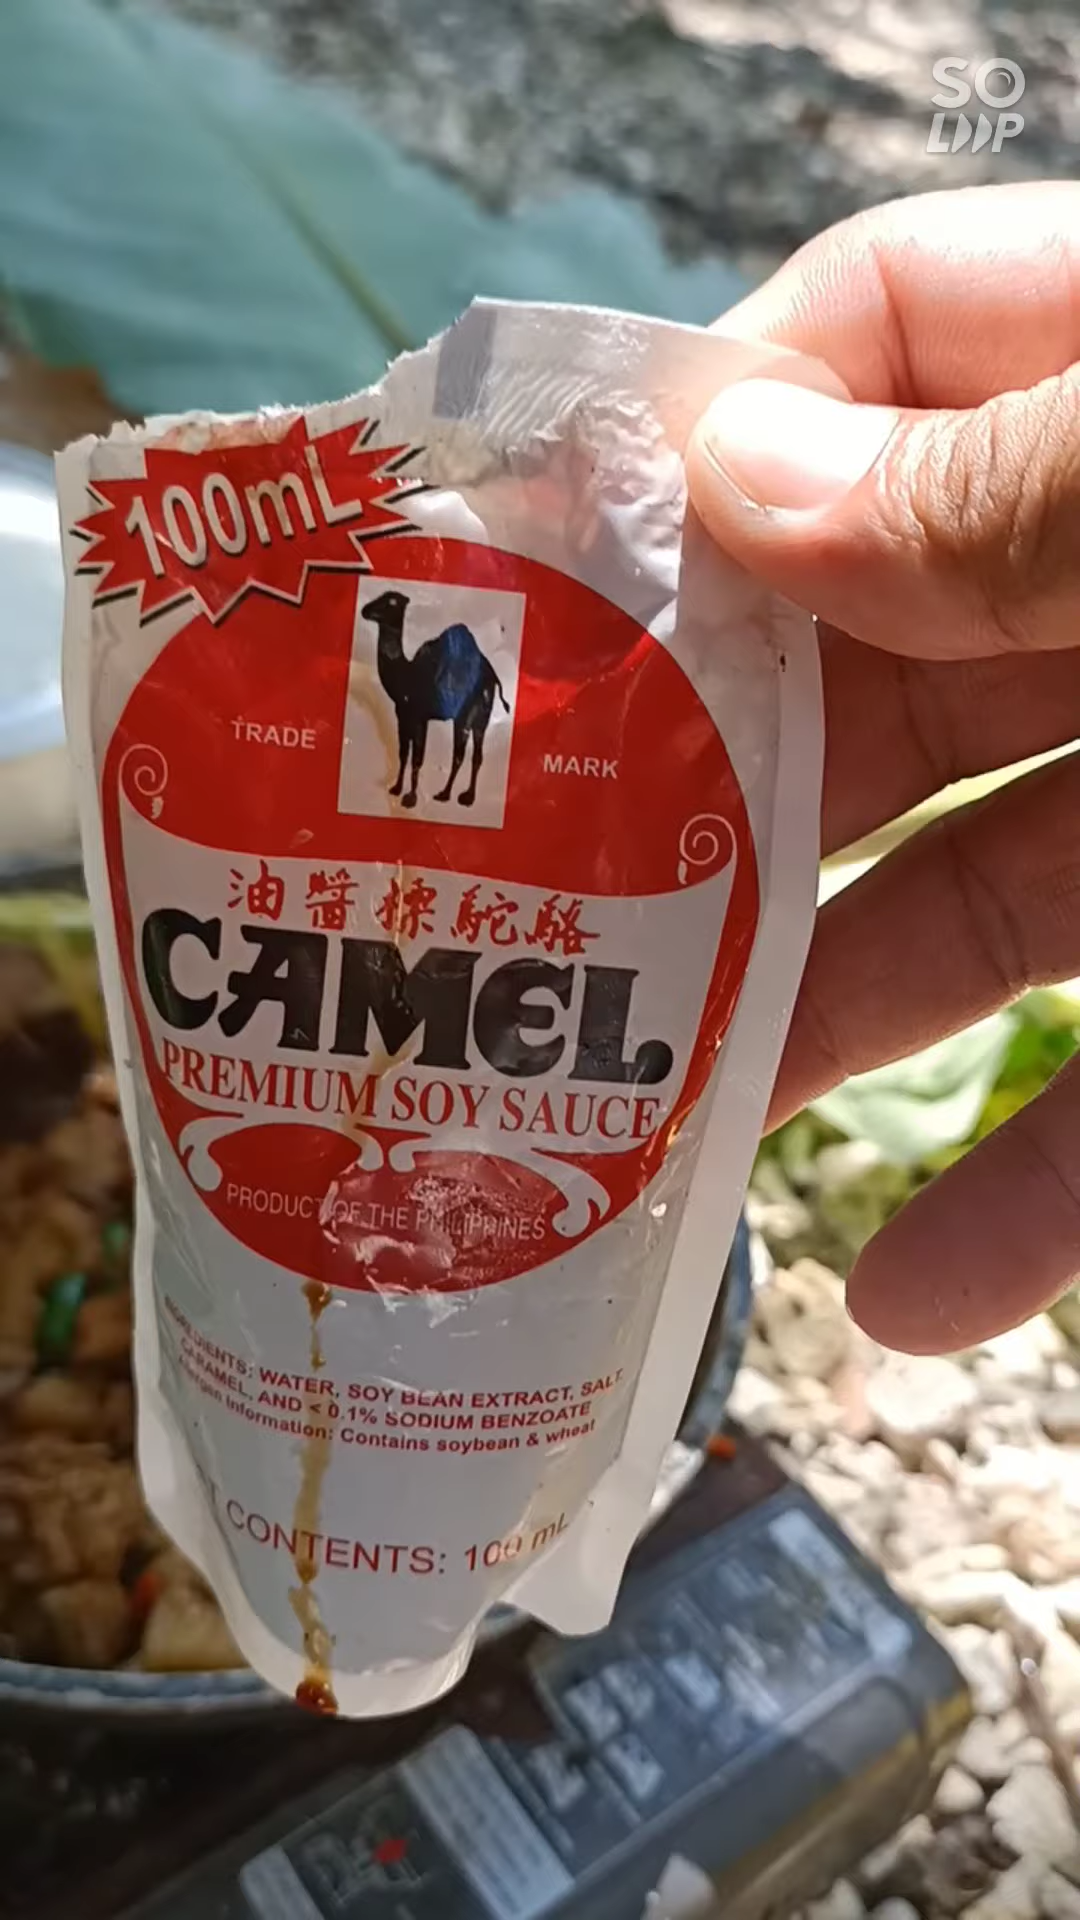 SO
LOOP
100mL
TRADE
MARK
油醬標駝駱
CAMEL
PREMIUM SOY SAUCE
PRODUCT OF THE PHILIPPINES
INGREDIENTS: WATER, SOY BEAN EXTRACT, SALT,
CARAMEL, AND < 0.1% SODIUM BENZOATE
Allergen Information: Contains soybean & wheat
CONTENTS: 100 mL